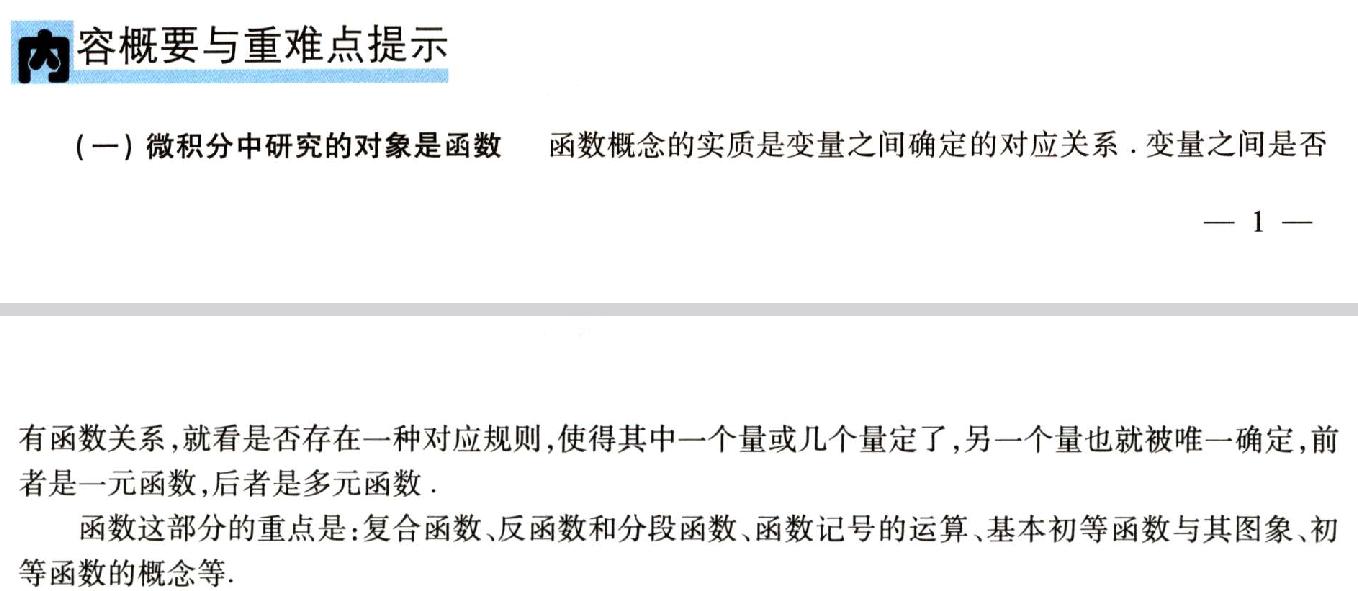 内容概要与重难点提示
(一) 微积分中研究的对象是函数 函数概念的实质是变量之间确定的对应关系.变量之间是否
— 1 —
有函数关系,就看是否存在一种对应规则,使得其中一个量或几个量定了,另一个量也就被唯一确定,前
者是一元函数,后者是多元函数.
函数这部分的重点是:复合函数、反函数和分段函数、函数记号的运算、基本初等函数与其图象、初
等函数的概念等.